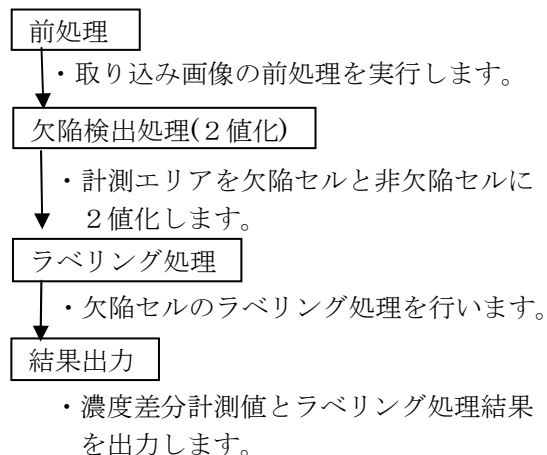 前処理
・取り込み画像の前処理を実行します。
欠陥検出処理(２値化)
・計測エリアを欠陥セルと非欠陥セルに
２値化します。
ラベリング処理
・欠陥セルのラベリング処理を行います。
結果出力
・濃度差分計測値とラベリング処理結果
を出力します。